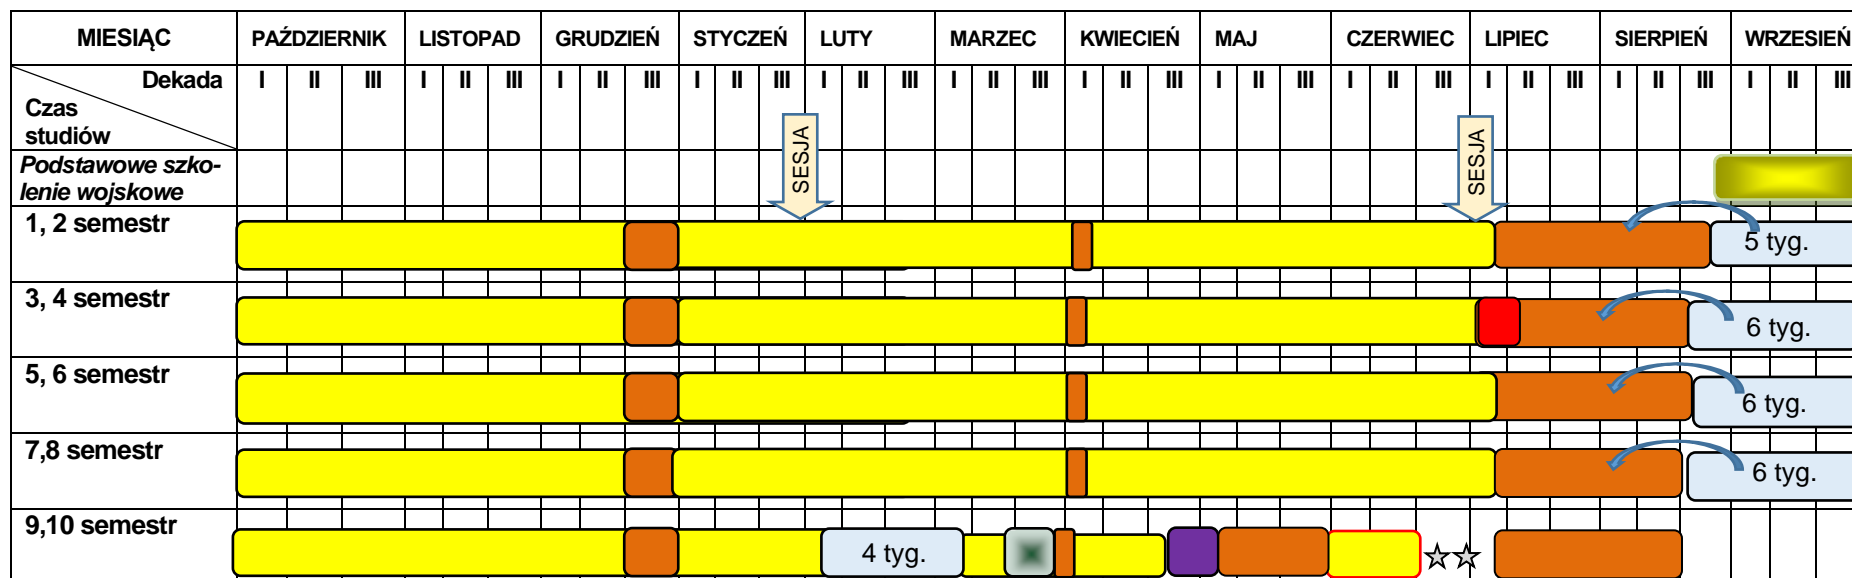 MIESIĄC PAŹDZIERNIK LISTOPAD GRUDZIEŃ STYCZEŃ LUTY MARZEC KWIECIEŃ MAJ CZERWIEC LIPIEC SIERPIEŃ WRZESIEŃ
Dekada I II III I II III I II III I II III I II III I II III I II III I II III I II III I II III I II III I II III
Czas
studiów
SESJA
SESJA
Podstawowe szko-
lenie wojskowe
1, 2 semestr
5 tyg.
3, 4 semestr
6 tyg.
5, 6 semestr
6 tyg.
7,8 semestr
6 tyg.
9,10 semestr
4 tyg.